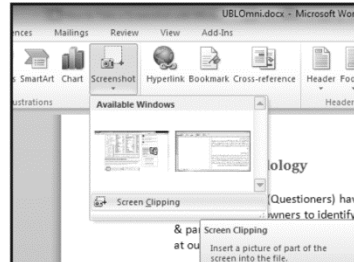 UBLOmni.docx - Microsoft Wo
nces Mailings Review View Add-Ins
s SmartArt Chart Screenshot Hyperlink Bookmark Cross-reference Header Foo
ustrations Header
Available Windows
ology
Screen Clipping
(Questioners) hav
owners to identify
& pa
Screen Clipping
at ou
Insert a picture of part of the
screen into the file.